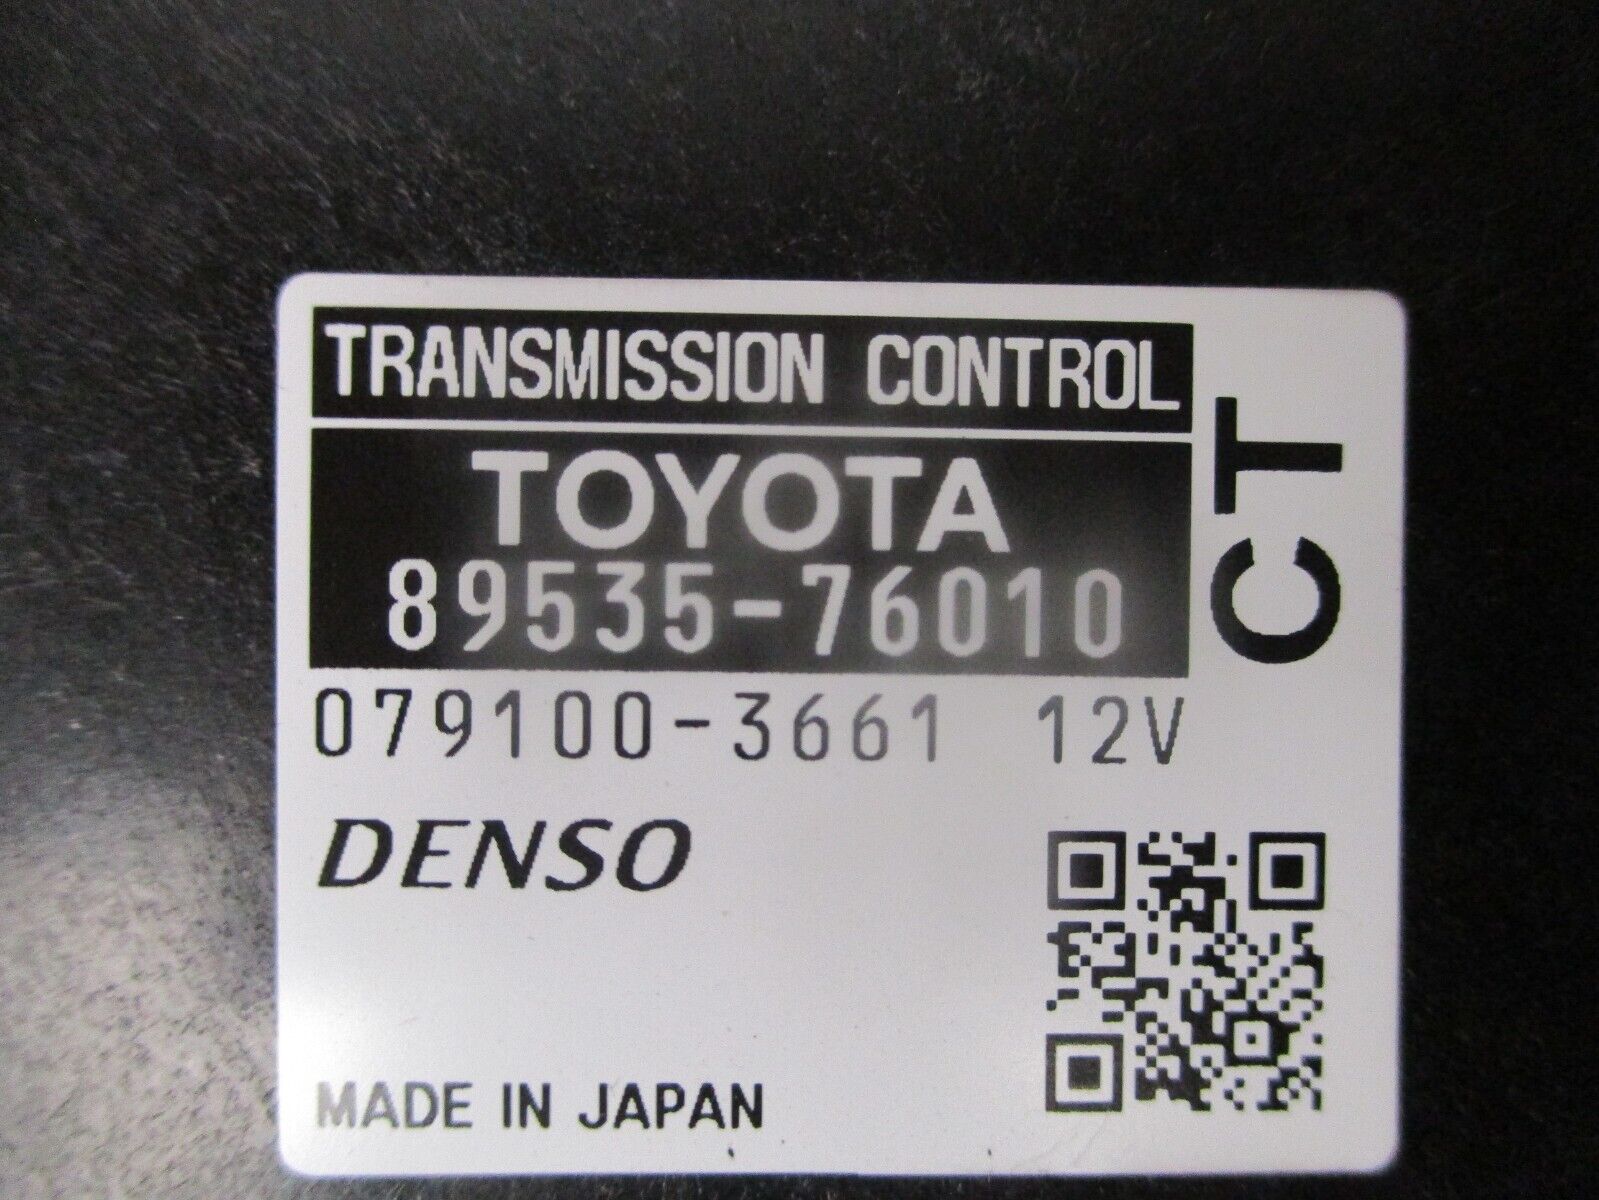 TRANSMISSION CONTROL
TOYOTA
89535-76010
CT
079100-3661 12V
DENSO
MADE IN JAPAN